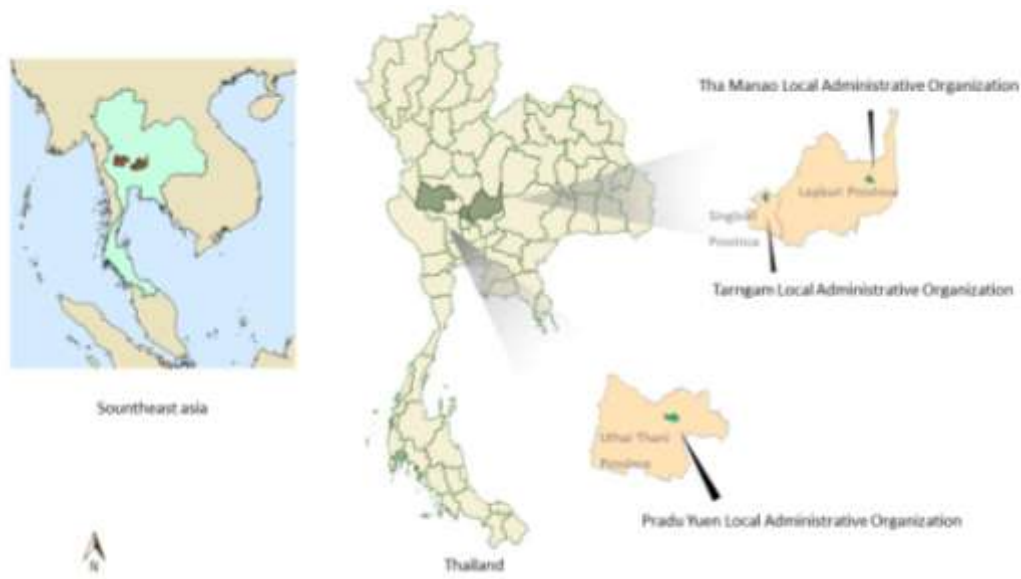 Tha Manao Local Administrative Organization
Lopburi Province
Singburi
Province
Tarngam Local Administrative Organization
Sountheast asia
Uthai Thani
Province
Pradu Yuen Local Administrative Organization
N
Thailand